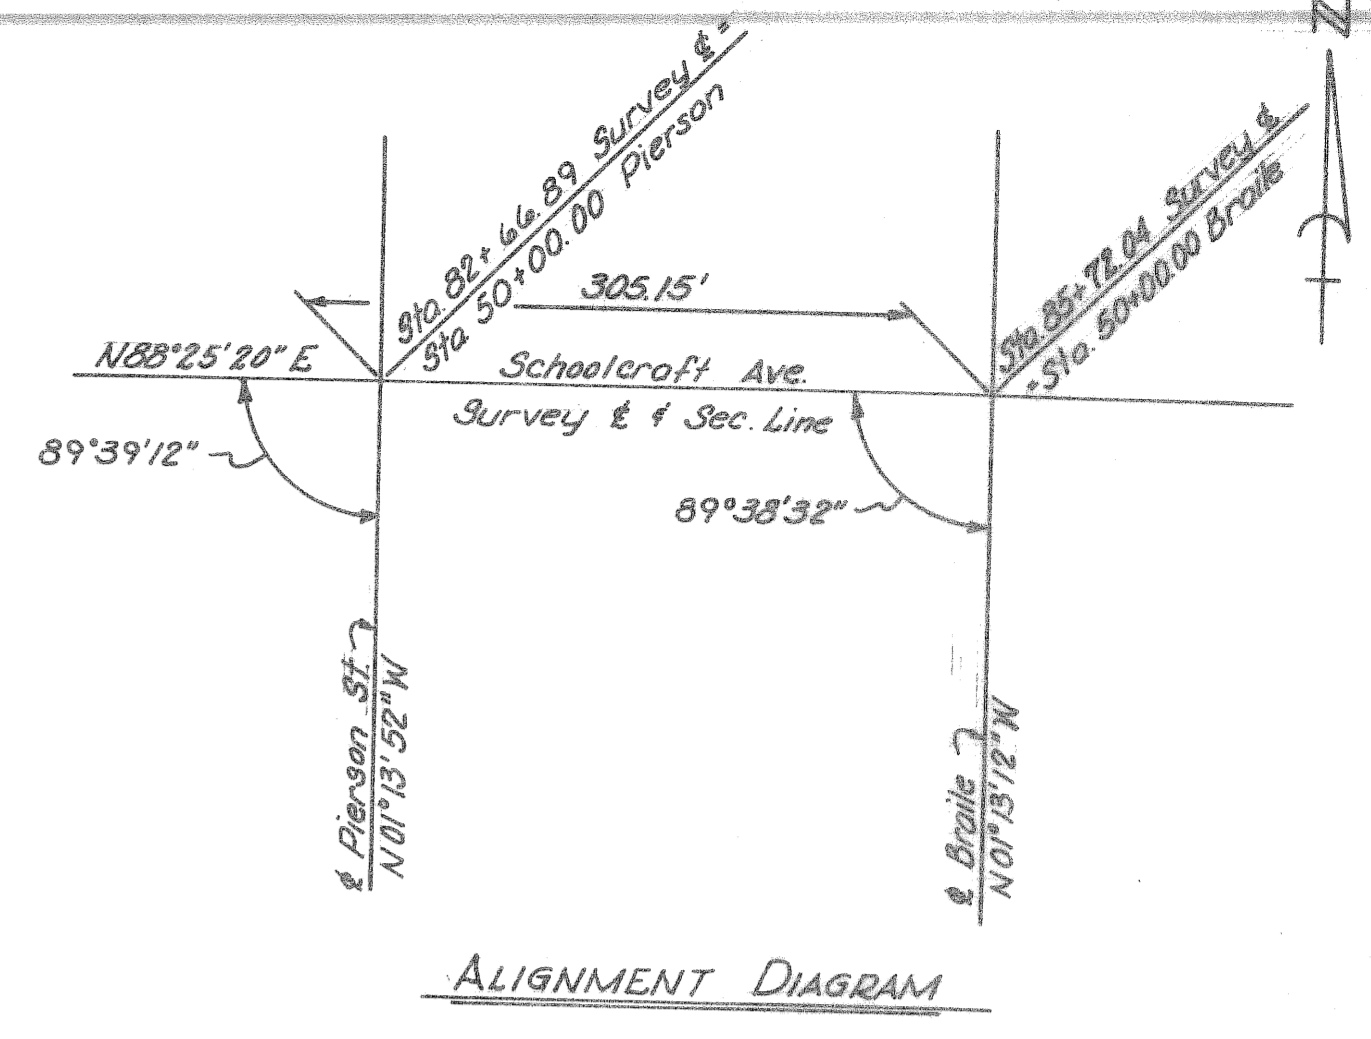 Z
Sta. 82+66.89 Survey ℄ =
Sta. 50+00.00 Pierson
Sta. 85+72.04 Survey ℄
= Sta. 50+00.00 Braile
305.15'
N88°25'20" E
Schoolcraft Ave.
Survey ℄ & Sec. Line
89°39'12"
89°38'32"
℄ Pierson St.
N01°13'52"W
℄ Braile
N01°13'12"W
ALIGNMENT DIAGRAM